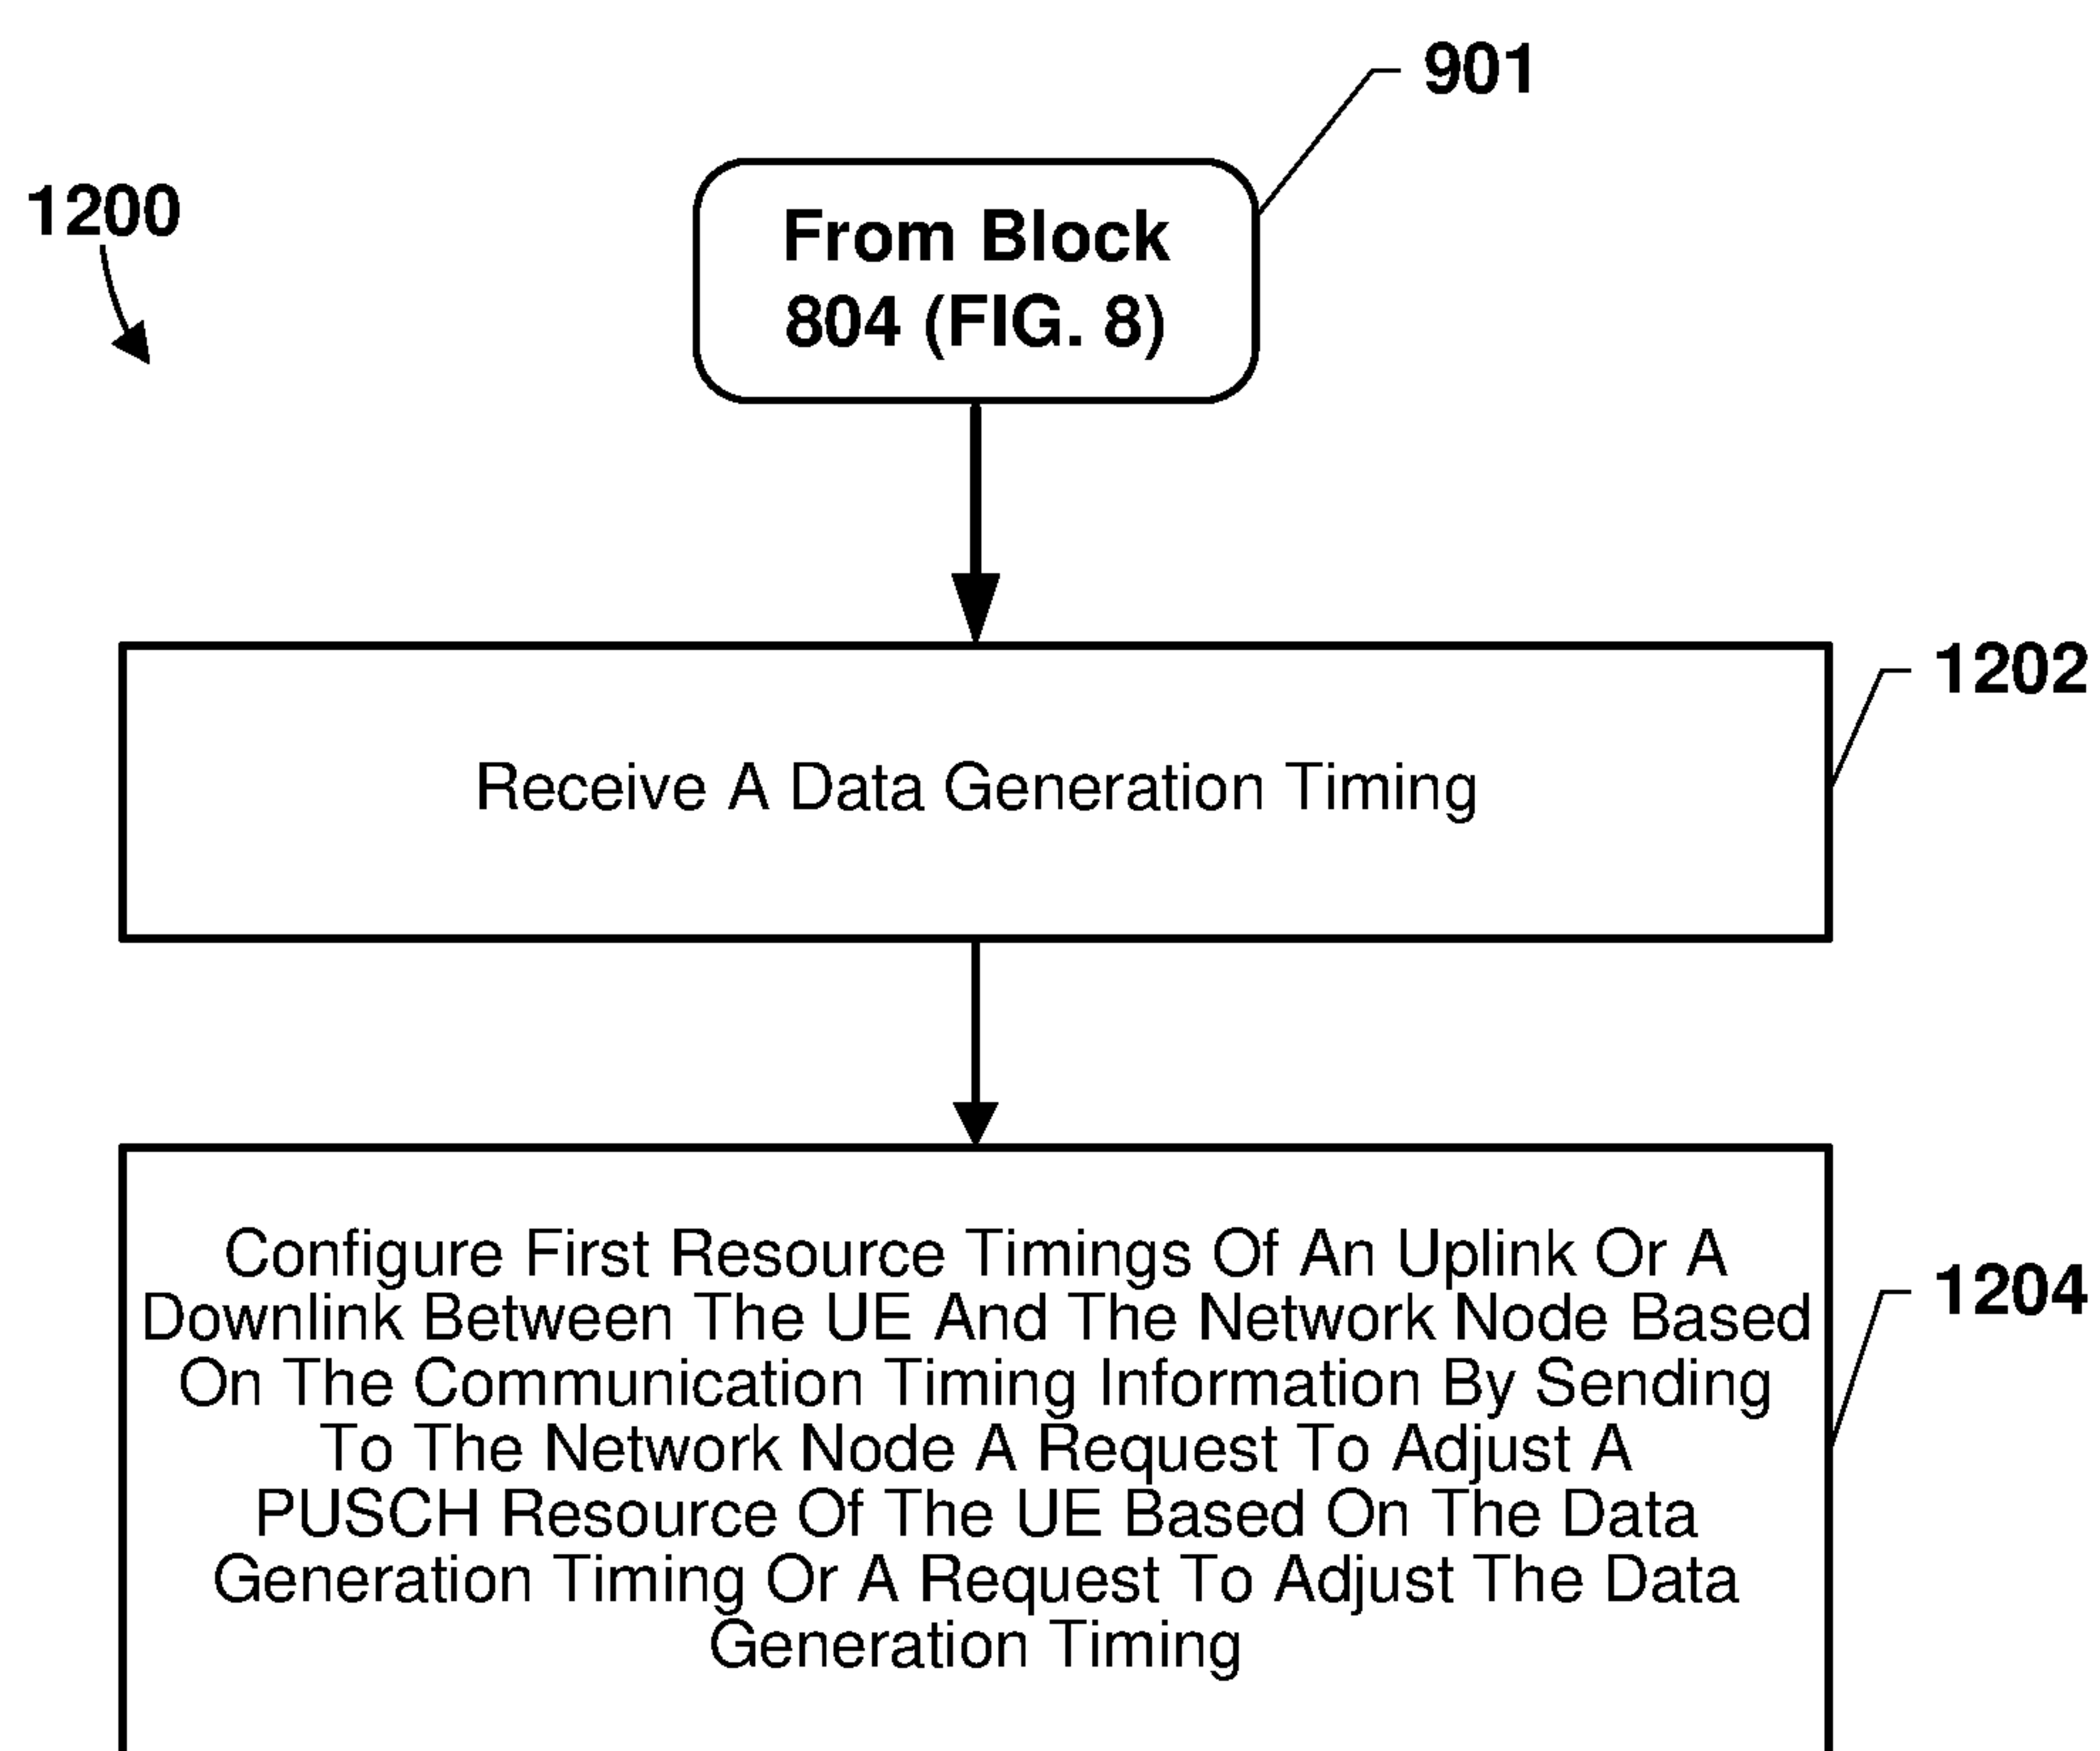 901
1200
From Block
804 (FIG. 8)
1202
Receive A Data Generation Timing
Configure First Resource Timings Of An Uplink Or A
Downlink Between The UE And The Network Node Based
1204
On The Communication Timing Information By Sending
To The Network Node A Request To Adjust A
PUSCH Resource Of The UE Based On The Data
Generation Timing Or A Request To Adjust The Data
Generation Timing